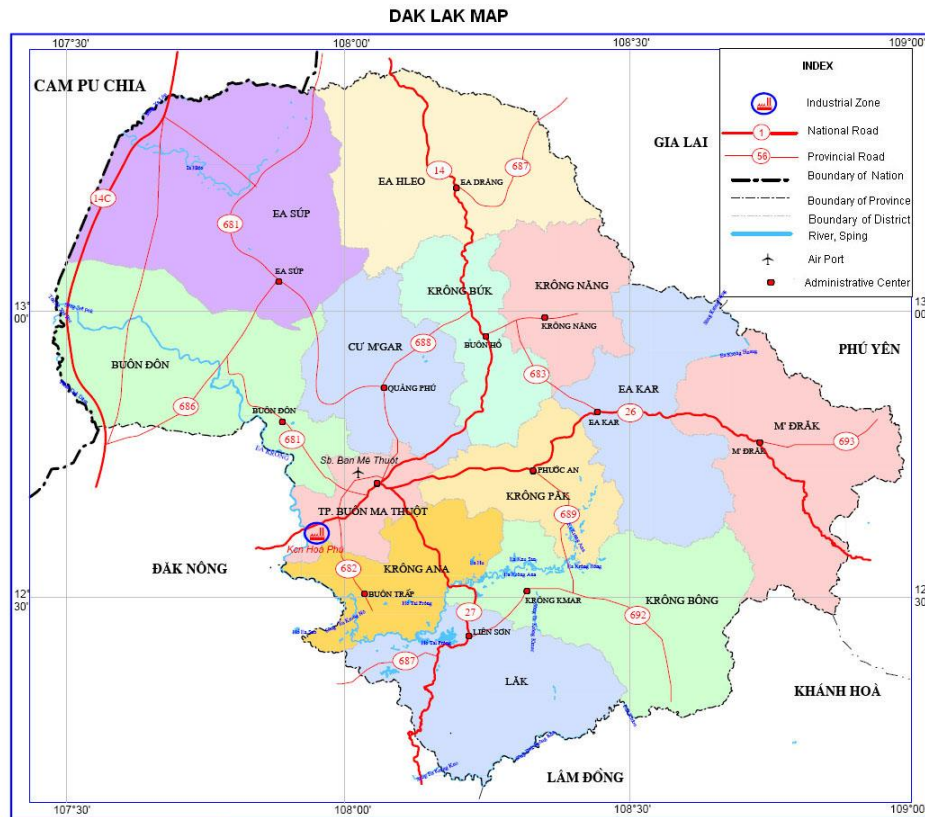 DAK LAK MAP
107°30'
108°00'
108°30'
109°00'
CAM PU CHIA
GIA LAI
INDEX
Industrial Zone
1 National Road
56 Provincial Road
Boundary of Nation
Boundary of Province
Boundary of District
River, Sping
Air Port
Administrative Center
14
687
EA HLEO
EA DRĂNG
14C
681
EA SÚP
EA SÚP
KRÔNG BÚK
KRÔNG NĂNG
KRÔNG NĂNG
13°
00'
CƯ M'GAR
688
BUÔN HỒ
PHÚ YÊN
BUÔN ĐÔN
QUẢNG PHÚ
683
EA KAR
686
BUÔN ĐÔN
EA KAR
26
M' ĐRĂK
681
EA KRÔNG
Sb. Ban Mê Thuột
M' ĐRĂK
693
PHƯỚC AN
KRÔNG PĂK
TP. BUÔN MA THUỘT
689
Ken Hoà Phú
ĐĂK NÔNG
682
KRÔNG ANA
BUÔN TRẤP
KRÔNG KMAR
KRÔNG BÔNG
12°
30'
27
LIÊN SƠN
692
687
LĂK
KHÁNH HOÀ
LÂM ĐỒNG
107°30'
108°00'
108°30'
109°00'